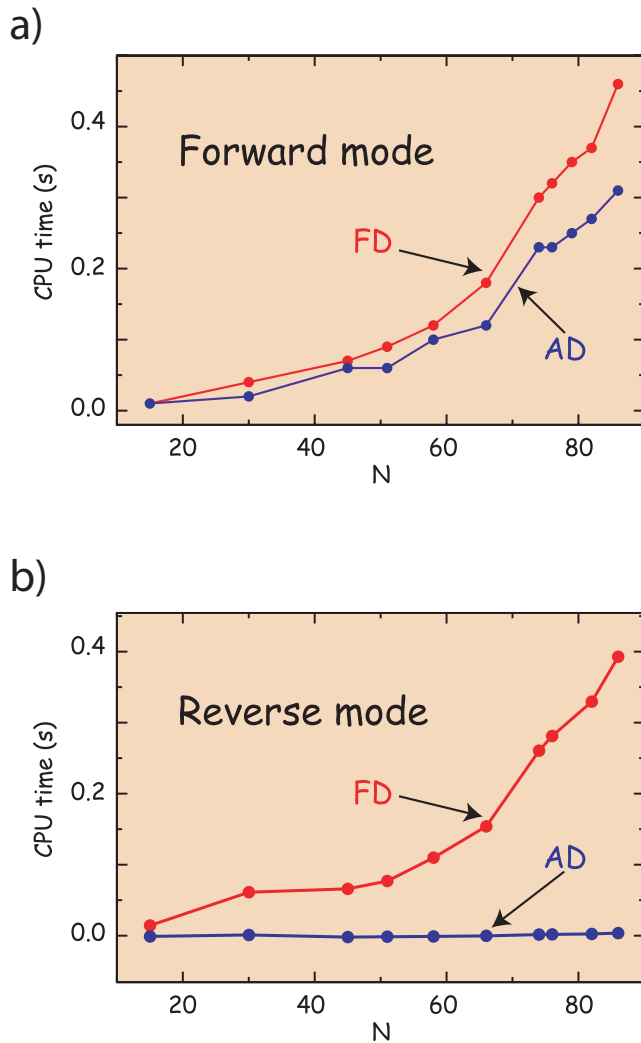 a)
0.4
CPU time (s)
Forward mode
FD
0.2
AD
0.0
20 40 60 80
N
b)
0.4
CPU time (s)
Reverse mode
FD
0.2
AD
0.0
20 40 60 80
N